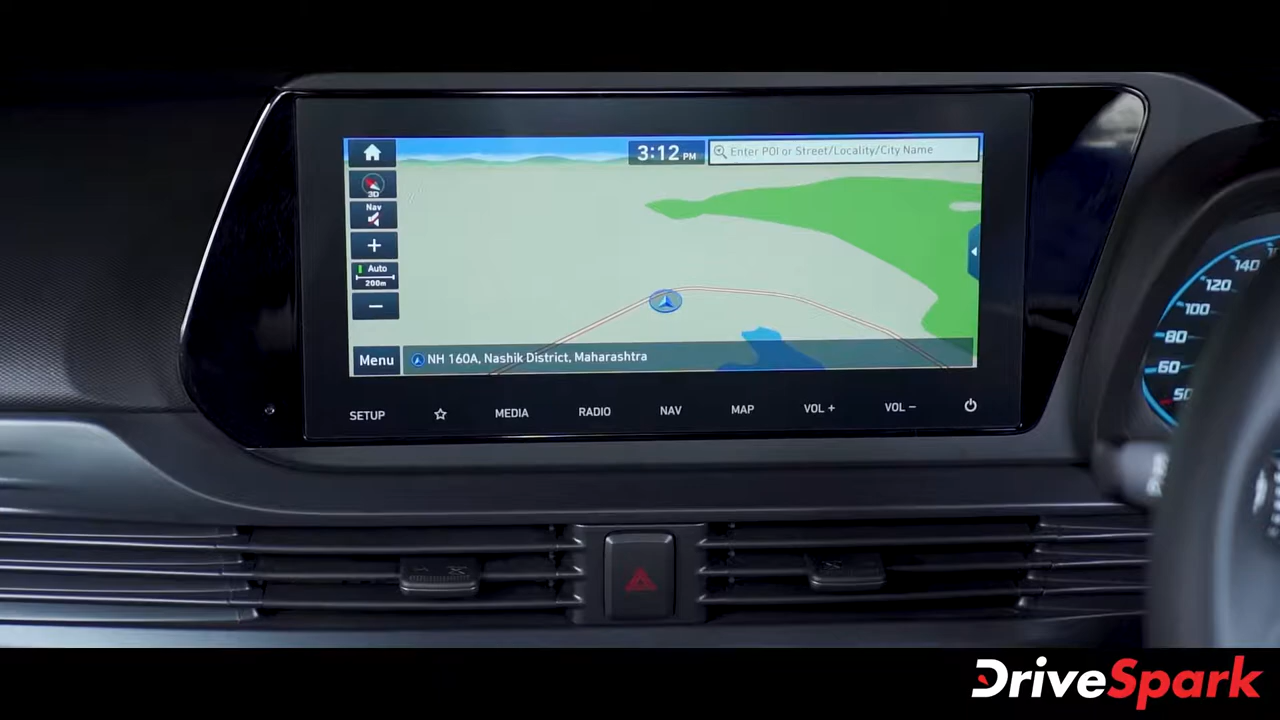 3:12 PM
Enter POI or Street/Locality/City Name
3D
Nav
+
Auto
200m
−
Menu
NH 160A, Nashik District, Maharashtra
SETUP
MEDIA
RADIO
NAV
MAP
VOL +
VOL −
140
120
100
80
60
50
DriveSpark